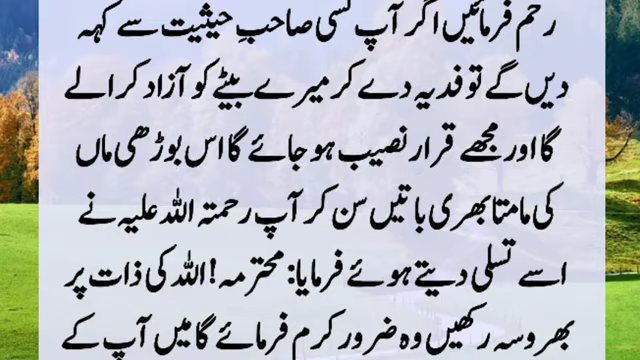 رحم فرمائیں اگر آپ کسی صاحبِ حیثیت سے کہہ
دیں گے تو فدیہ دے کر میرے بیٹے کو آزاد کرالے
گا اور مجھے قرار نصیب ہو جائے گا اس بوڑھی ماں
کی مامتا بھری باتیں سن کر آپ رحمتہ اللہ علیہ نے
اسے تسلی دیتے ہوئے فرمایا: محترمہ! اللہ کی ذات پر
بھروسہ رکھیں وہ ضرور کرم فرمائے گا میں آپ کے